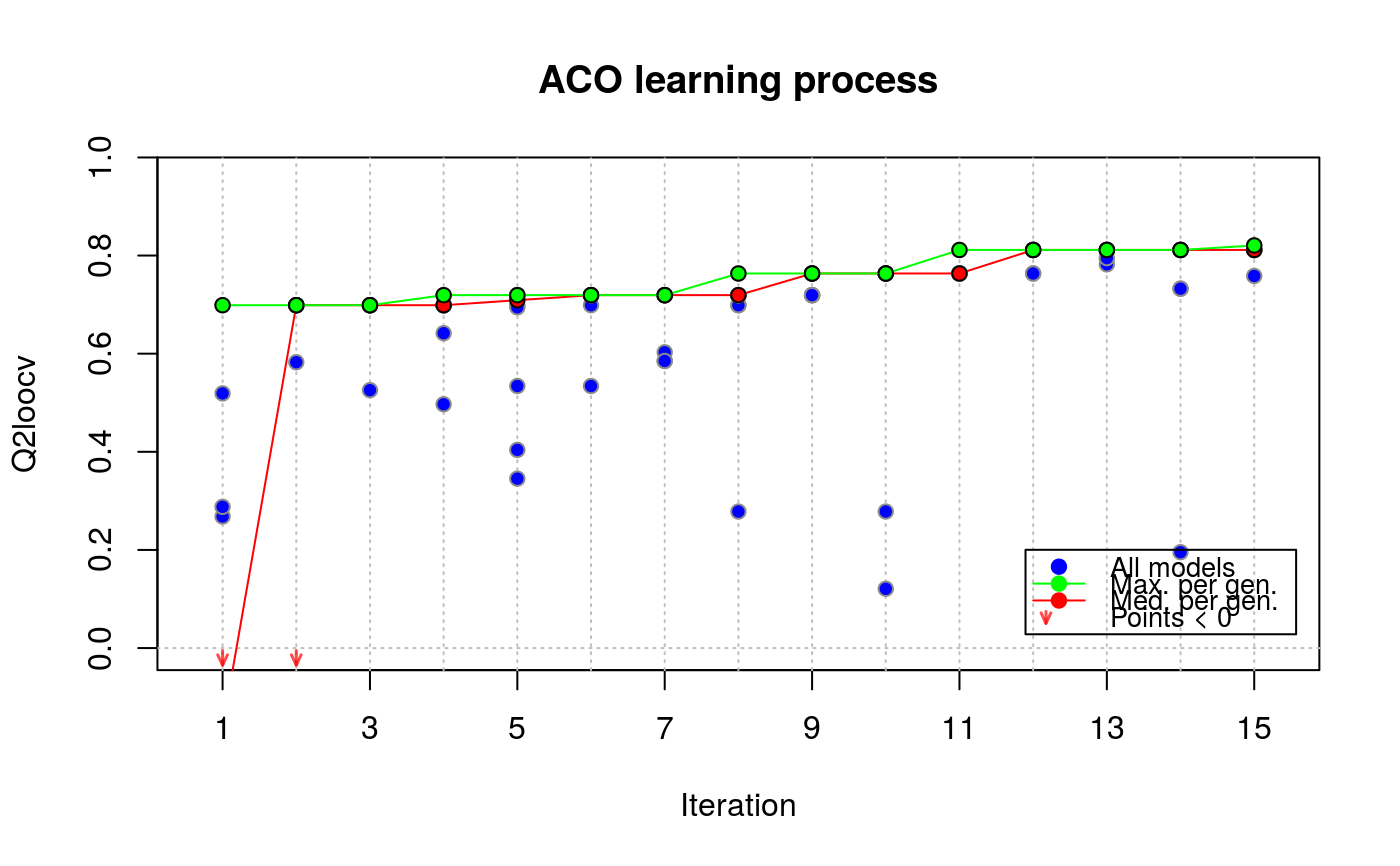 ACO learning process
Q2loocv
1.0
0.8
0.6
0.4
0.2
0.0
All models
Max. per gen.
Med. per gen.
Points < 0
1 3 5 7 9 11 13 15
Iteration